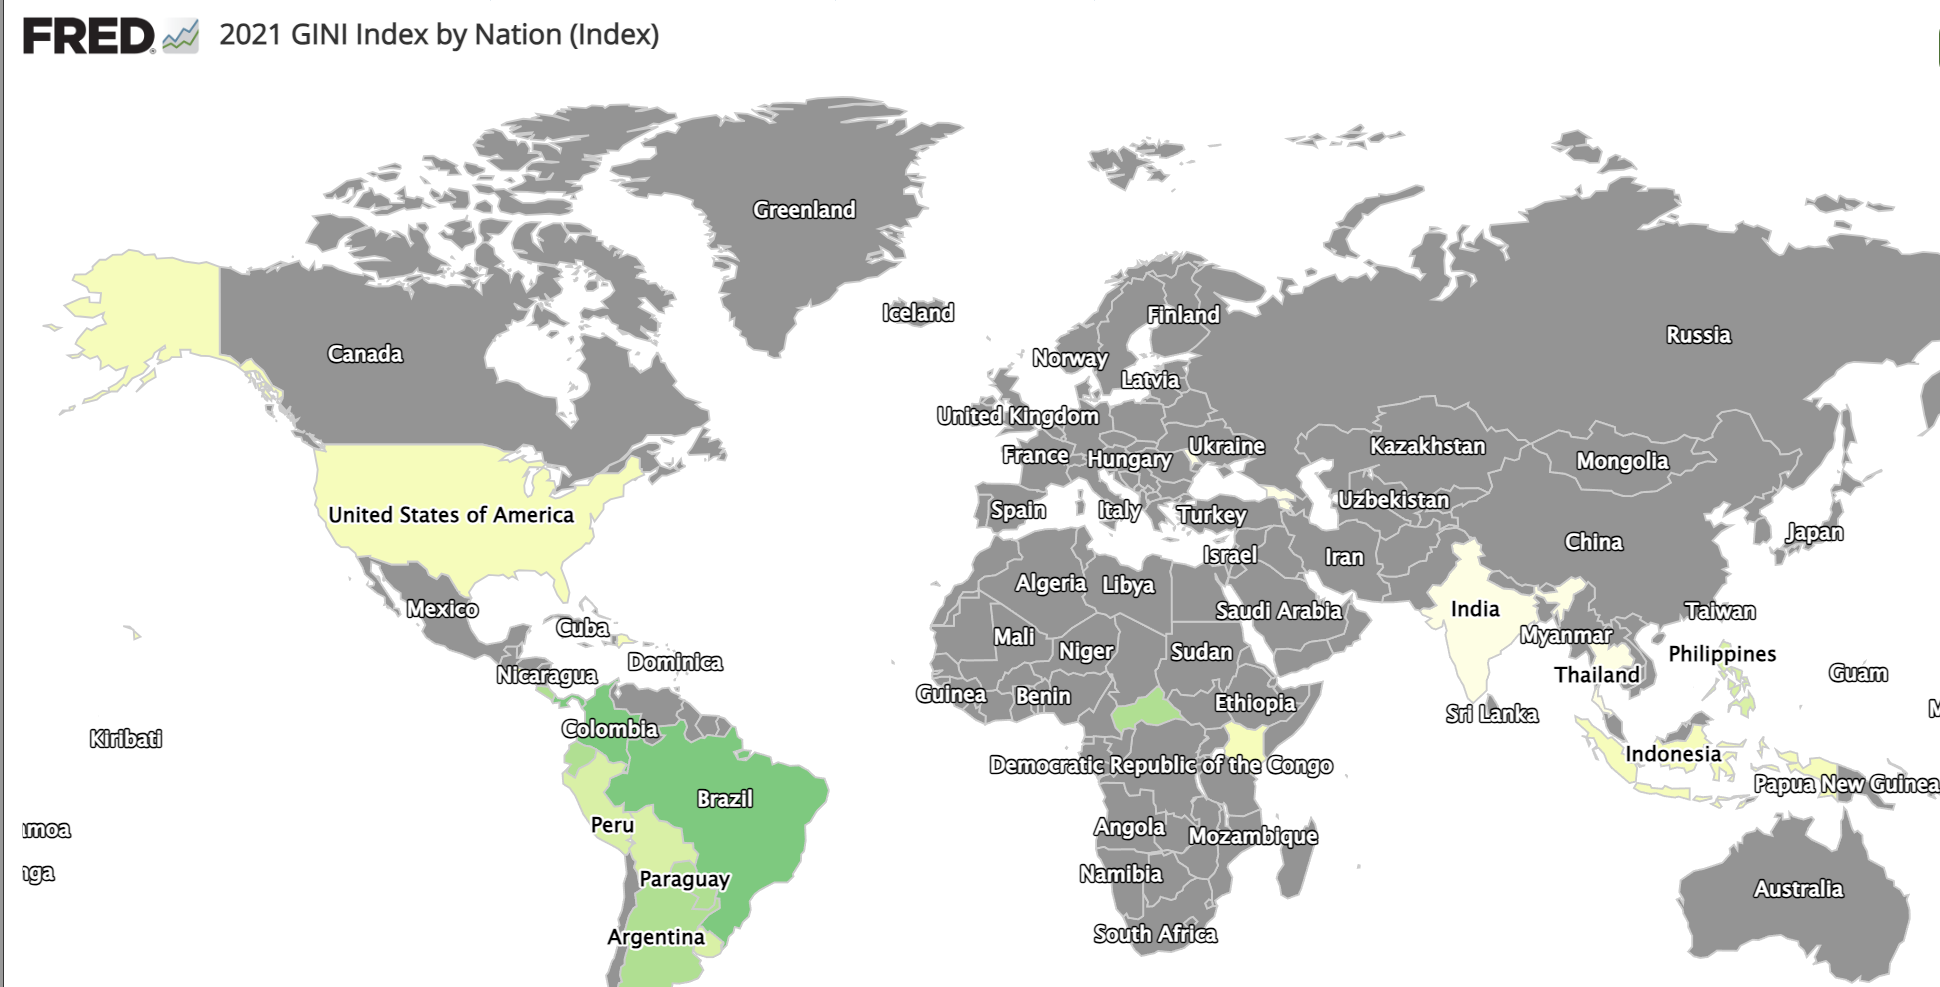 FRED 2021 GINI Index by Nation (Index)
Greenland
Iceland
Finland
Russia
Canada
Norway
Latvia
United Kingdom
Ukraine
Kazakhstan
France
Hungary
Mongolia
Uzbekistan
Spain
Italy
Turkey
United States of America
Japan
China
Israel
Iran
Algeria
Libya
Mexico
Saudi Arabia
India
Taiwan
Cuba
Mali
Myanmar
Niger
Sudan
Philippines
Dominica
Nicaragua
Thailand
Guam
Guinea
Benin
Ethiopia
Sri Lanka
M
Colombia
Kiribati
Indonesia
Democratic Republic of the Congo
Papua New Guinea
Brazil
Peru
Angola
Mozambique
amoa
nga
Namibia
Paraguay
Australia
Argentina
South Africa